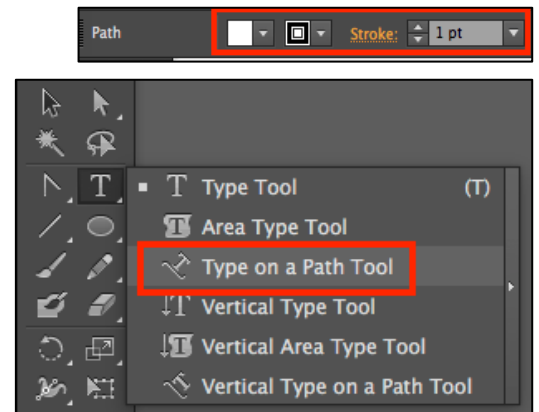 Path Stroke: 1 pt
T Type Tool (T)
Area Type Tool
Type on a Path Tool
Vertical Type Tool
Vertical Area Type Tool
Vertical Type on a Path Tool